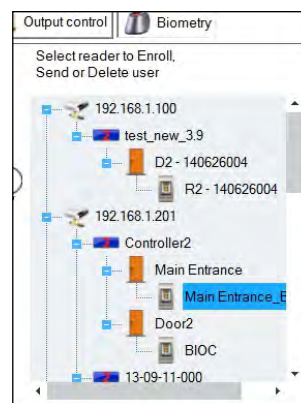 Output control
Biometry
Select reader to Enroll,
Send or Delete user
192.168.1.100
test_new_3.9
D2 - 140626004
R2 - 140626004
192.168.1.201
Controller2
Main Entrance
Main Entrance_B
Door2
BIOC
13-09-11-000